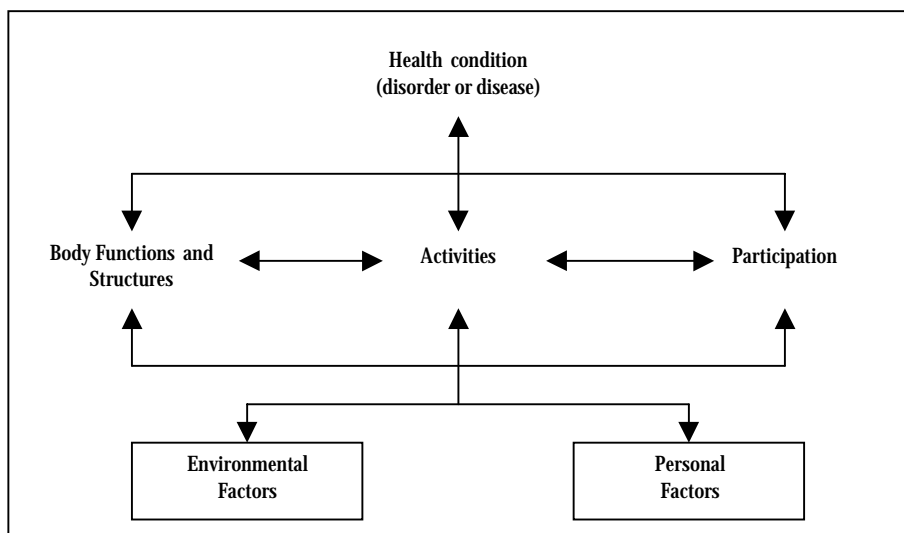 Health condition
(disorder or disease)
Body Functions and
Structures
Activities
Participation
Environmental
Factors
Personal
Factors